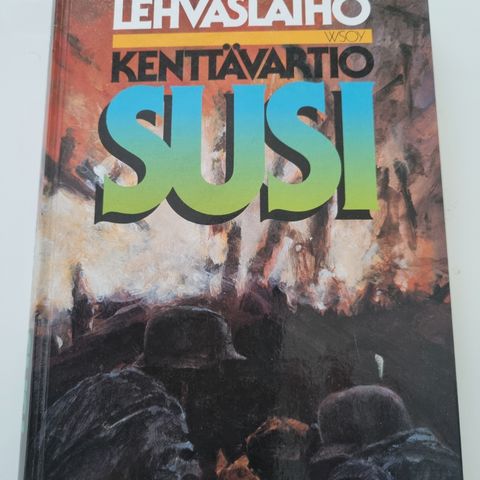 LEHVÄSLAIHO
WSOY
KENTTÄVARTIO
SUSI